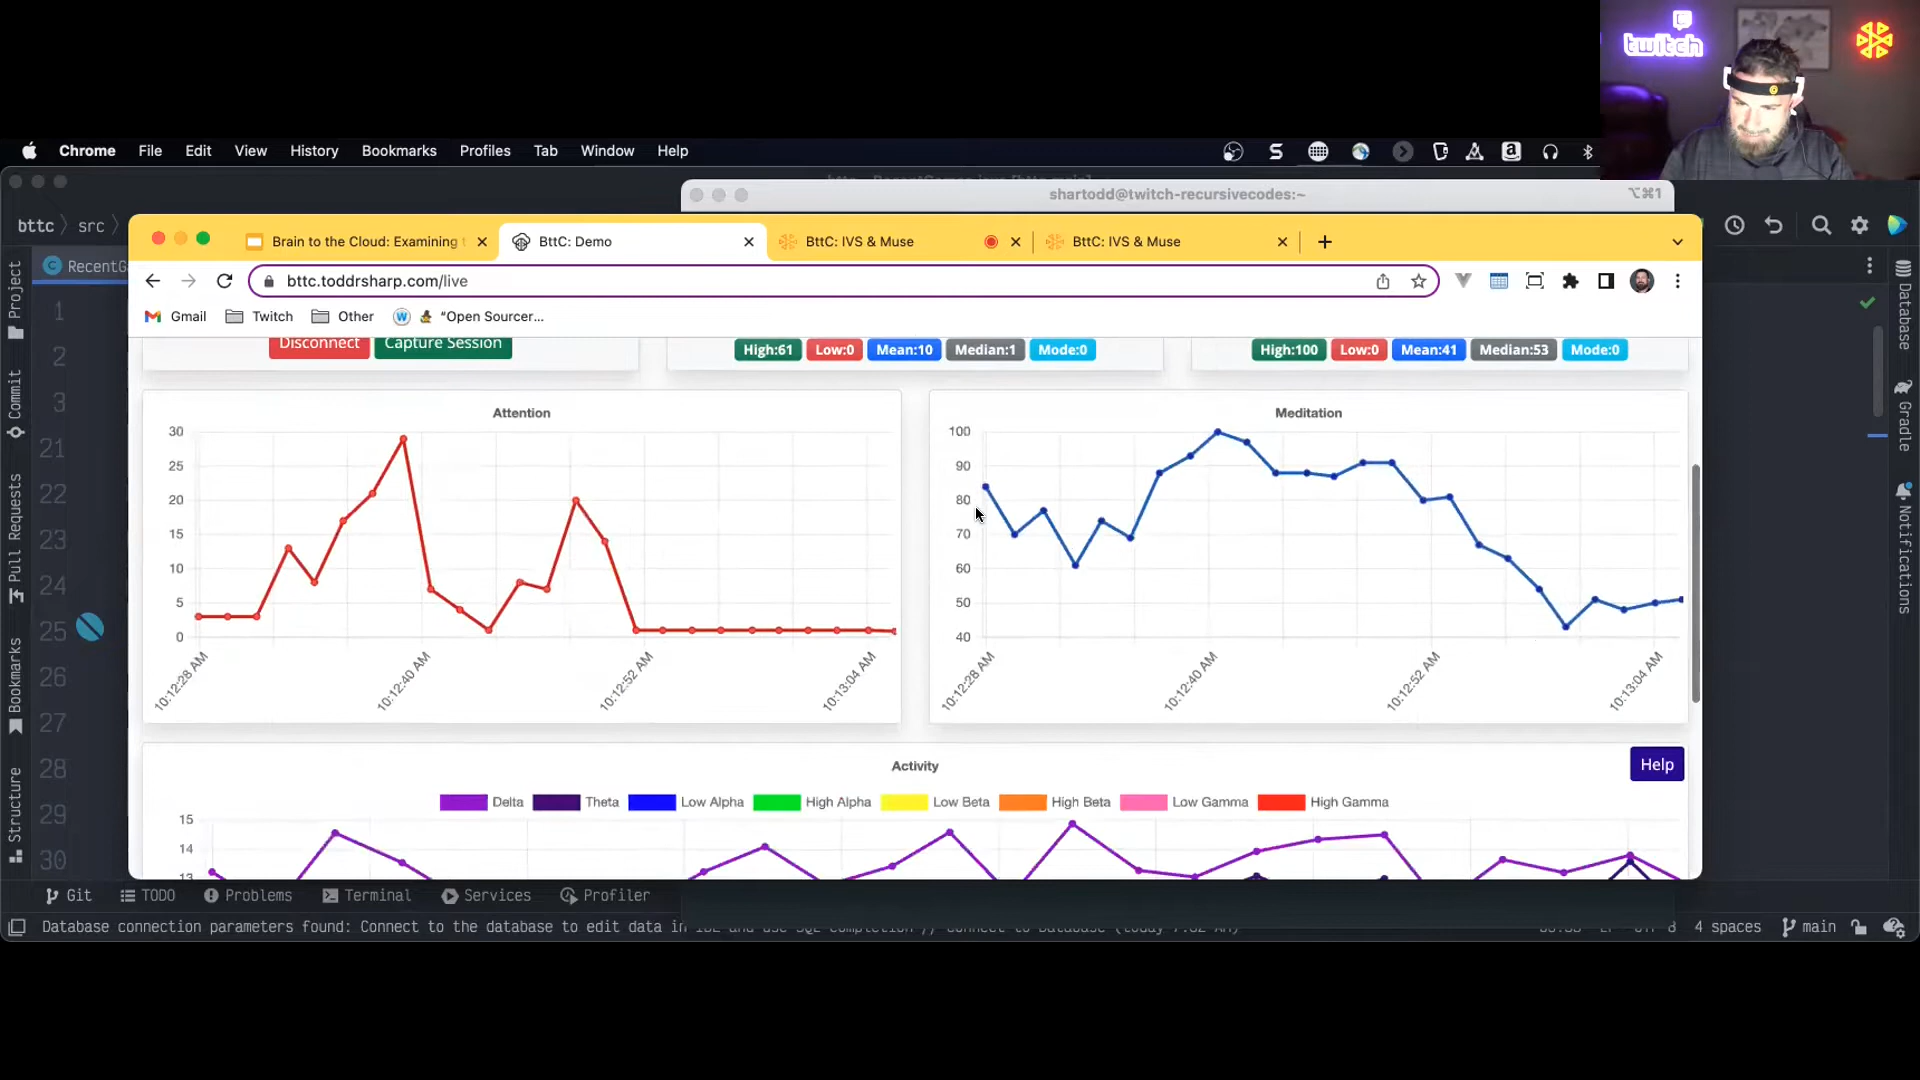 twitch
Chrome File Edit View History Bookmarks Profiles Tab Window Help
shartodd@twitch-recursivecodes:~ ⌥⌘1
bttc 〉 src 〉
Brain to the Cloud: Examining t
BttC: Demo
BttC: IVS & Muse
BttC: IVS & Muse
RecentGa
bttc.toddrsharp.com/live
Gmail Twitch Other "Open Sourcer...
Disconnect Capture Session
High:61 Low:0 Mean:10 Median:1 Mode:0
High:100 Low:0 Mean:41 Median:53 Mode:0
Attention
30
25
20
15
10
5
0
10:12:28 AM 10:12:40 AM 10:12:52 AM 10:13:04 AM
Meditation
100
90
80
70
60
50
40
10:12:28 AM 10:12:40 AM 10:12:52 AM 10:13:04 AM
Activity
Help
Delta Theta Low Alpha High Alpha Low Beta High Beta Low Gamma High Gamma
15
14
13
Project
Commit
Pull Requests
Bookmarks
Structure
1
2
3
21
22
23
24
25
26
27
28
29
30
Database
Gradle
Notifications
Git TODO Problems Terminal Services Profiler
Database connection parameters found: Connect to the database to edit data in
4 spaces main